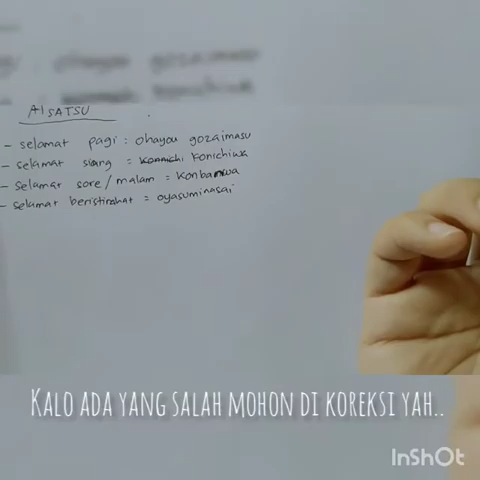 AISATSU
- selamat pagi : ohayou gozaimasu
- selamat siang = konnichi konichiwa
- selamat sore / malam = konbanwa
- selamat beristirahat = oyasuminasai
KALO ADA YANG SALAH MOHON DI KOREKSI YAH..
InShOt